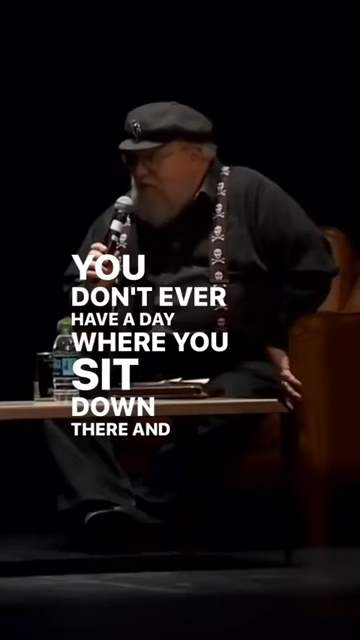 YOU
DON'T EVER
HAVE A DAY
WHERE YOU
SIT
DOWN
THERE AND